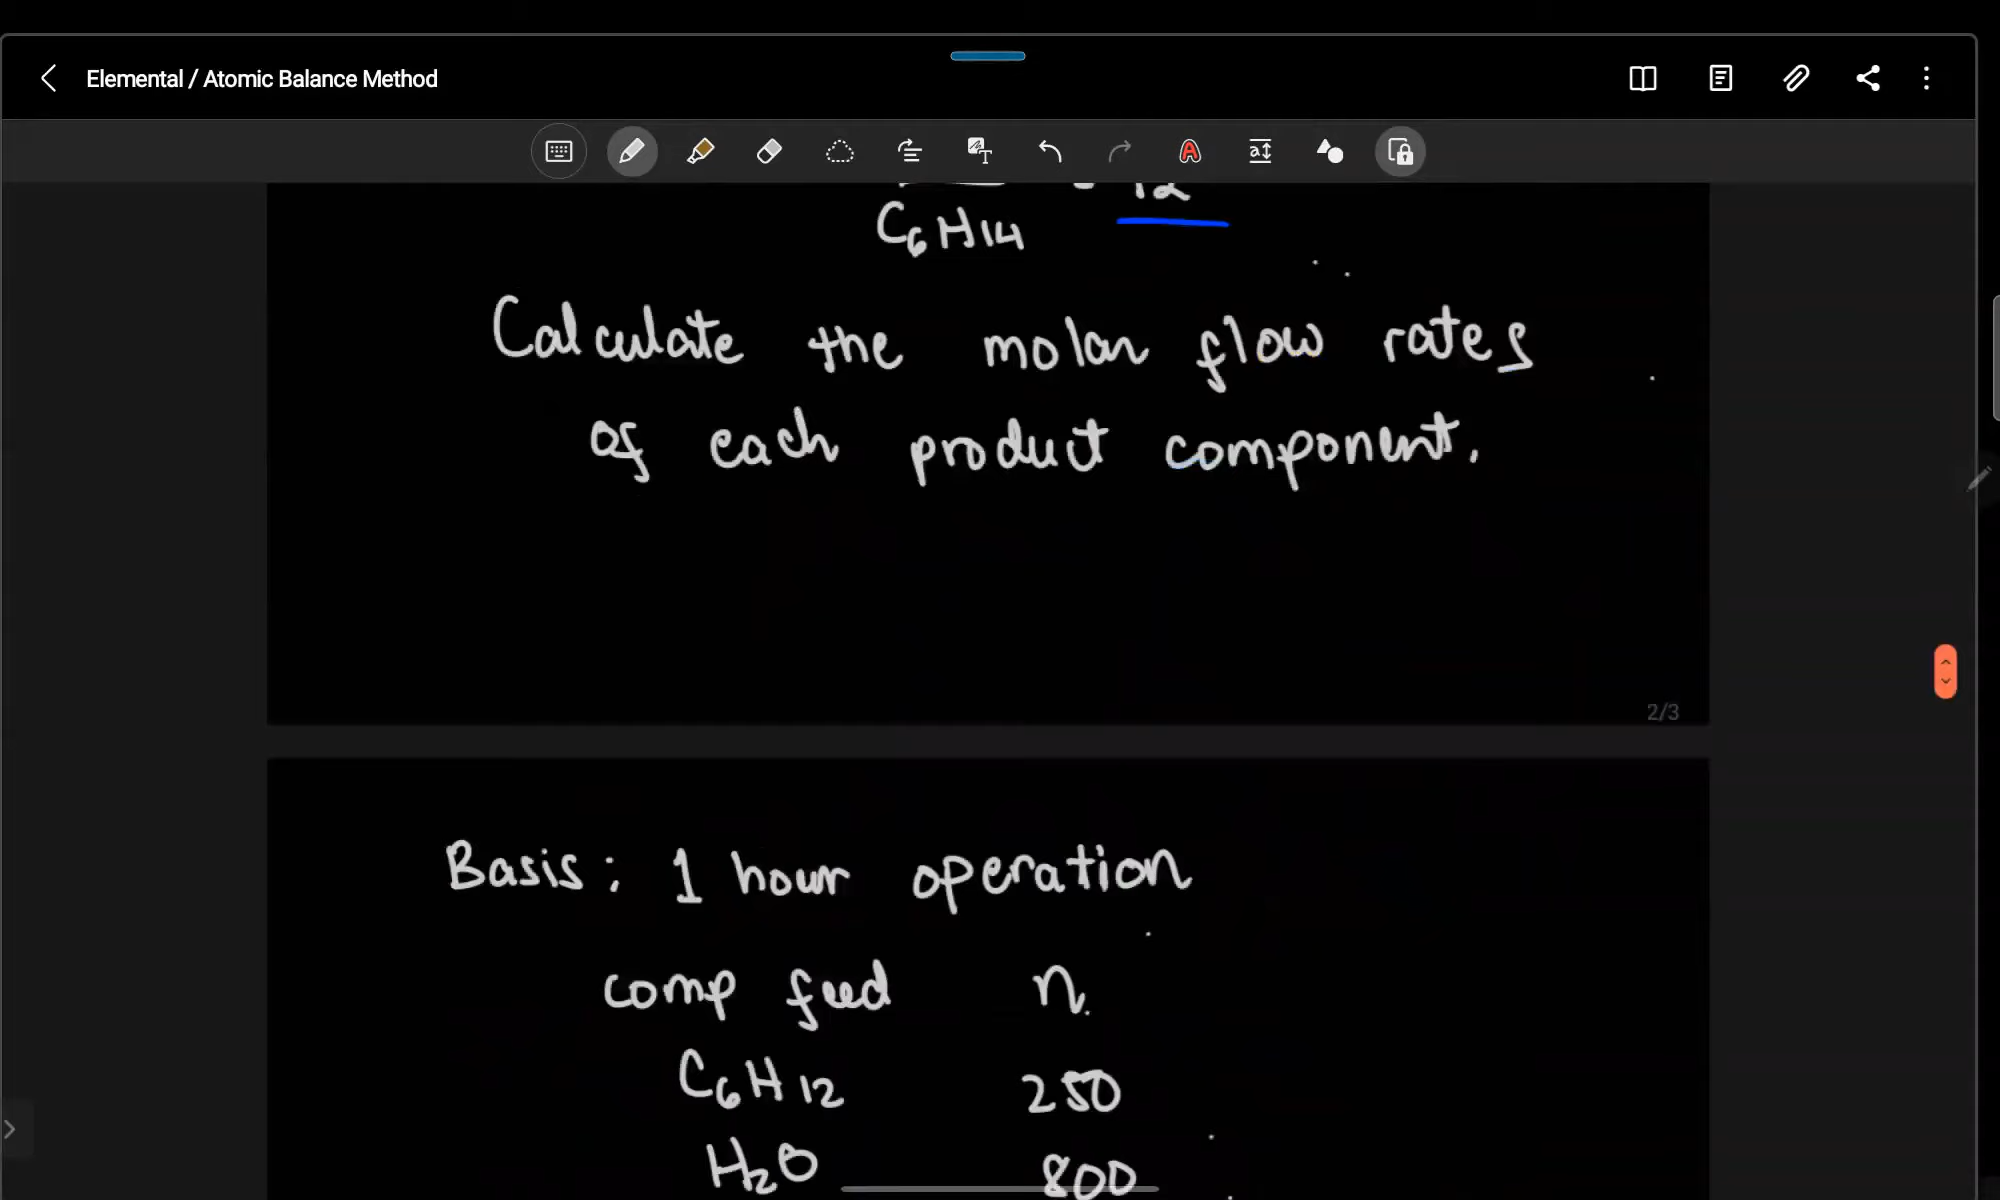 Elemental / Atomic Balance Method
12
C6H14
Calculate the molar flow rates
of each product component.
2/3
Basis: 1 hour operation
comp feed n
C6H12 250
H2O 800